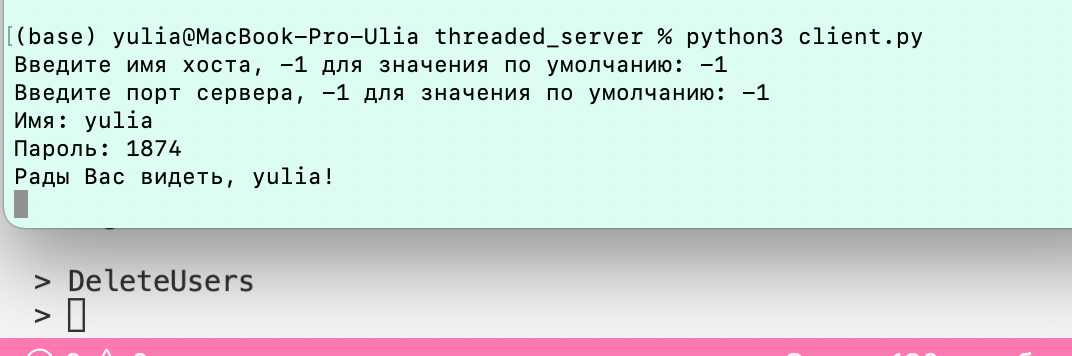 (base) yulia@MacBook-Pro-Ulia threaded_server % python3 client.py
Введите имя хоста, -1 для значения по умолчанию: -1
Введите порт сервера, -1 для значения по умолчанию: -1
Имя: yulia
Пароль: 1874
Рады Вас видеть, yulia!
> DeleteUsers
>